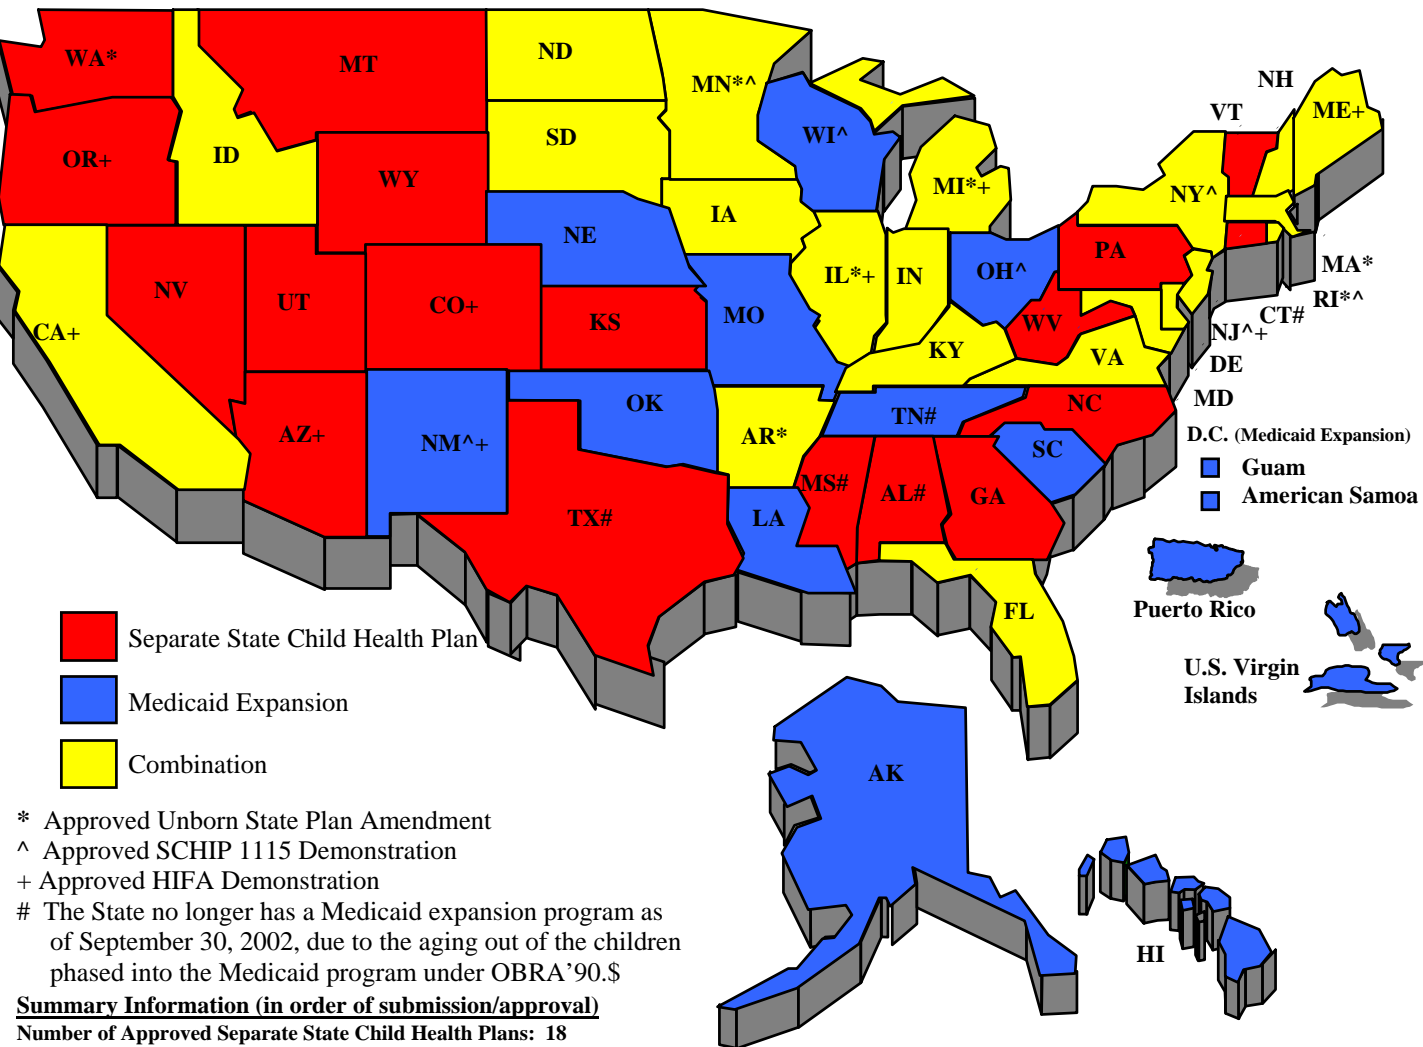 WA*
MT
ND
MN*^
NH
VT
ME+
OR+
ID
SD
WI^
WY
MI*+
NY^
IA
NE
PA
NV
UT
CO+
IL*+
IN
OH^
MA*
RI*^
CA+
KS
MO
WV
CT#
NJ^+
KY
VA
DE
MD
OK
NC
AZ+
NM^+
AR*
TN#
SC
D.C. (Medicaid Expansion)
Guam
American Samoa
MS#
AL#
GA
TX#
LA
FL
Puerto Rico
U.S. Virgin
Islands
Separate State Child Health Plan
Medicaid Expansion
Combination
AK
HI
* Approved Unborn State Plan Amendment
^ Approved SCHIP 1115 Demonstration
+ Approved HIFA Demonstration
# The State no longer has a Medicaid expansion program as
of September 30, 2002, due to the aging out of the children
phased into the Medicaid program under OBRA’90.$
Summary Information (in order of submission/approval)
Number of Approved Separate State Child Health Plans: 18